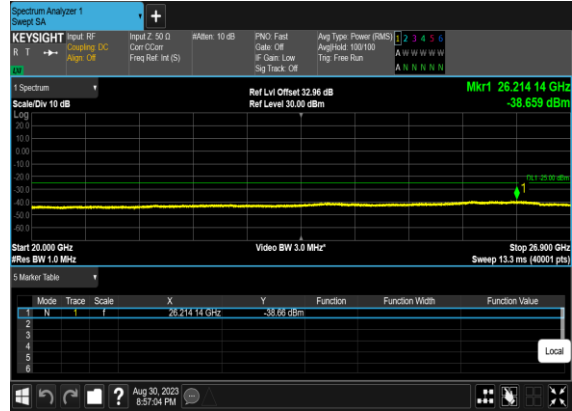 Spectrum Analyzer 1
Swept SA
+
KEYSIGHT Input: RF Input Z: 50 Ω #Atten: 10 dB PNO: Fast Avg Type: Power (RMS) 1 2 3 4 5 6
R T Coupling: DC Corr CCorr Gate: Off Avg|Hold: 100/100 A W W W W W
Align: Off Freq Ref: Int (S) IF Gain: Low Trig: Free Run
Sig Track: Off A N N N N N
1 Spectrum Ref Lvl Offset 32.96 dB Mkr1 26.214 14 GHz
Scale/Div 10 dB Ref Level 30.00 dBm -38.659 dBm
Log
20.0
10.0
0.00
-10.0
-20.0
DL1 -25.00 dBm
-30.0
1
-40.0
-50.0
-60.0
Start 20.000 GHz Video BW 3.0 MHz* Stop 26.900 GHz
#Res BW 1.0 MHz Sweep 13.3 ms (40001 pts)
5 Marker Table
Mode Trace Scale X Y Function Function Width Function Value
1 N 1 f 26.214 14 GHz -38.66 dBm
2
3
4
5
6
Local
? Aug 30, 2023
8:57:04 PM